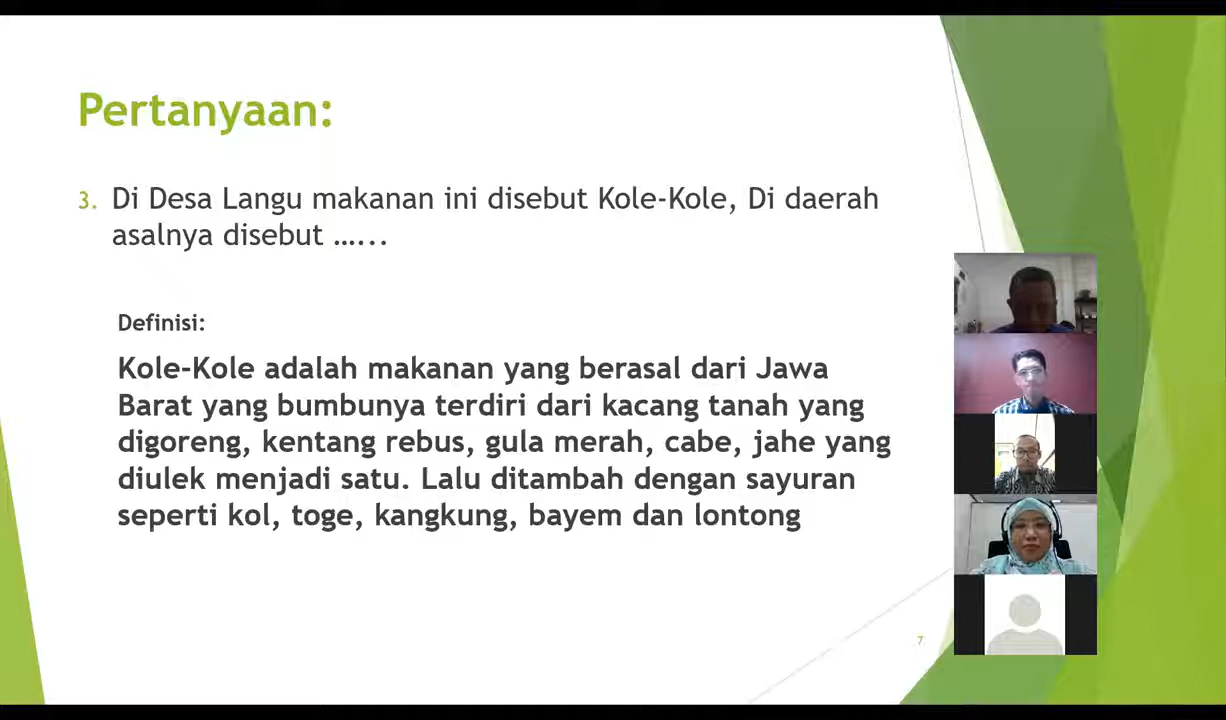 Pertanyaan:
3. Di Desa Langu makanan ini disebut Kole-Kole, Di daerah
asalnya disebut …...
Definisi:
Kole-Kole adalah makanan yang berasal dari Jawa
Barat yang bumbunya terdiri dari kacang tanah yang
digoreng, kentang rebus, gula merah, cabe, jahe yang
diulek menjadi satu. Lalu ditambah dengan sayuran
seperti kol, toge, kangkung, bayem dan lontong
7